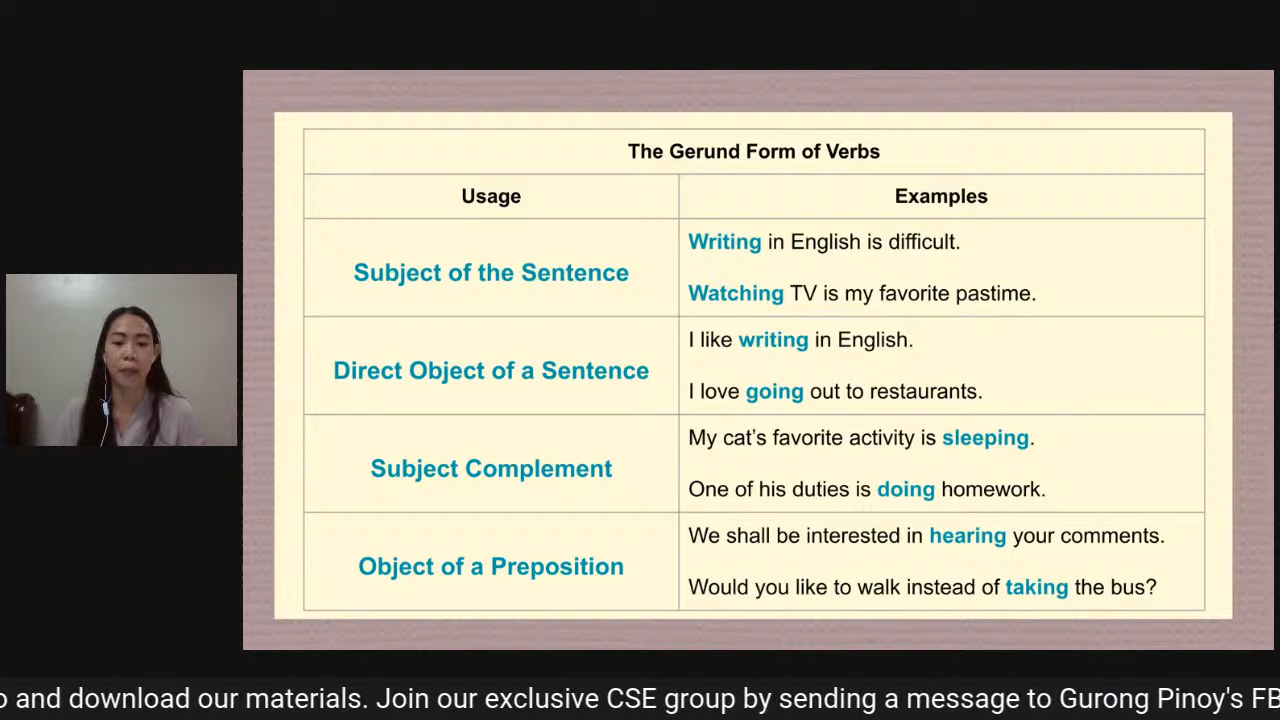 The Gerund Form of Verbs
Usage
Examples
Subject of the Sentence
Writing in English is difficult.
Watching TV is my favorite pastime.
Direct Object of a Sentence
I like writing in English.
I love going out to restaurants.
Subject Complement
My cat’s favorite activity is sleeping.
One of his duties is doing homework.
Object of a Preposition
We shall be interested in hearing your comments.
Would you like to walk instead of taking the bus?
o and download our materials. Join our exclusive CSE group by sending a message to Gurong Pinoy's FB